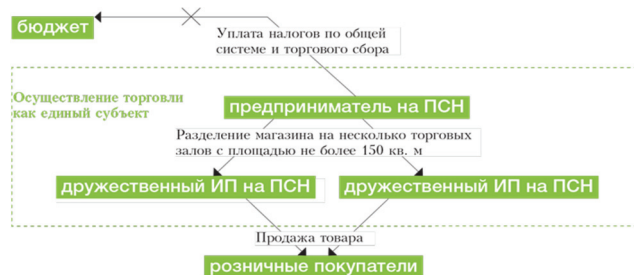 бюджет
Уплата налогов по общей
системе и торгового сбора
Осуществление торговли
как единый субъект
предприниматель на ПСН
Разделение магазина на несколько торговых
залов с площадью не более 150 кв. м
дружественный ИП на ПСН
дружественный ИП на ПСН
Продажа товара
розничные покупатели